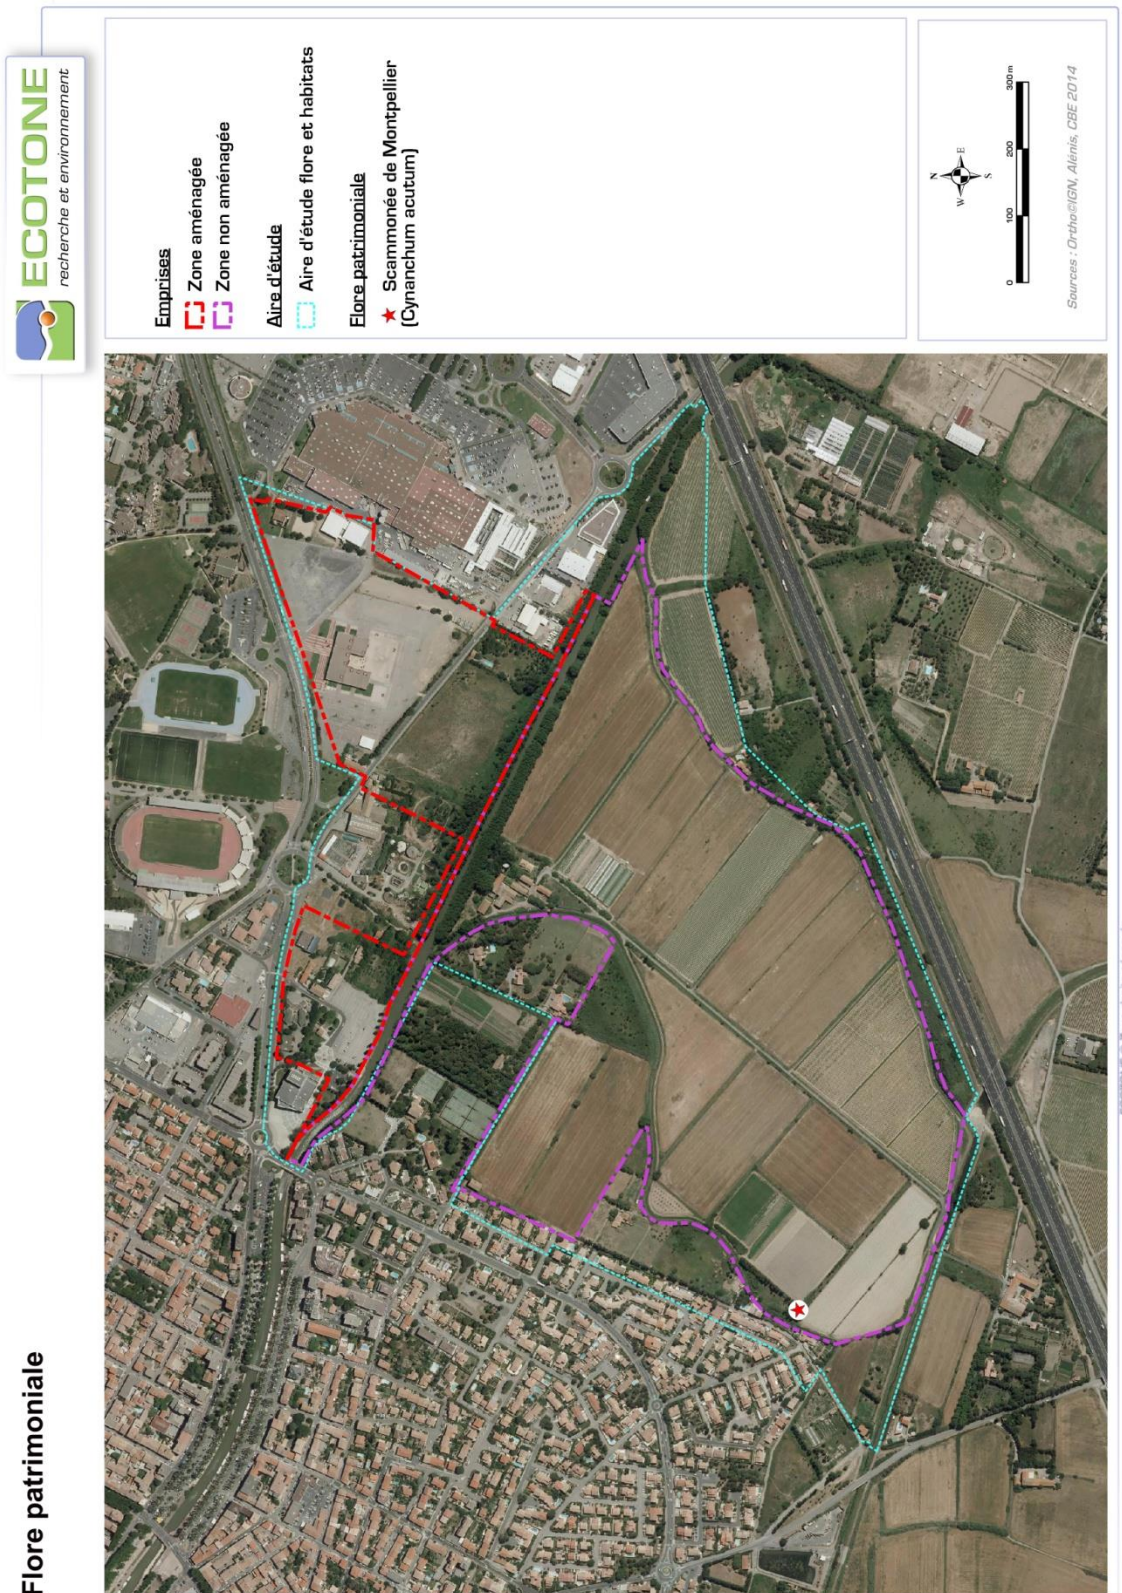 Flore patrimoniale
ECOTONE
recherche et environnement
Emprises
Zone aménagée
Zone non aménagée
Aire d'étude
Aire d'étude flore et habitats
Flore patrimoniale
Scammonée de Montpellier
(Cynanchum acutum)
N
W
E
S
0
100
200
300 m
Sources : Ortho©IGN, Alénis, CBE 2014